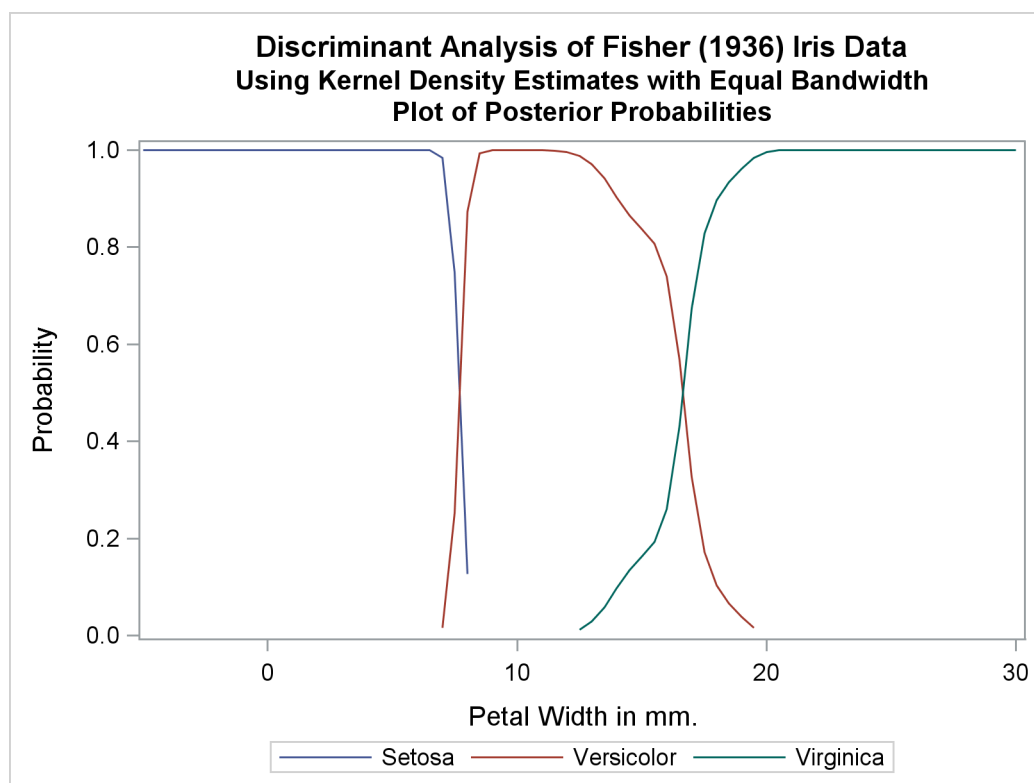 Discriminant Analysis of Fisher (1936) Iris Data
Using Kernel Density Estimates with Equal Bandwidth
Plot of Posterior Probabilities
1.0
0.8
0.6
0.4
0.2
0.0
Probability
0 10 20 30
Petal Width in mm.
Setosa Versicolor Virginica